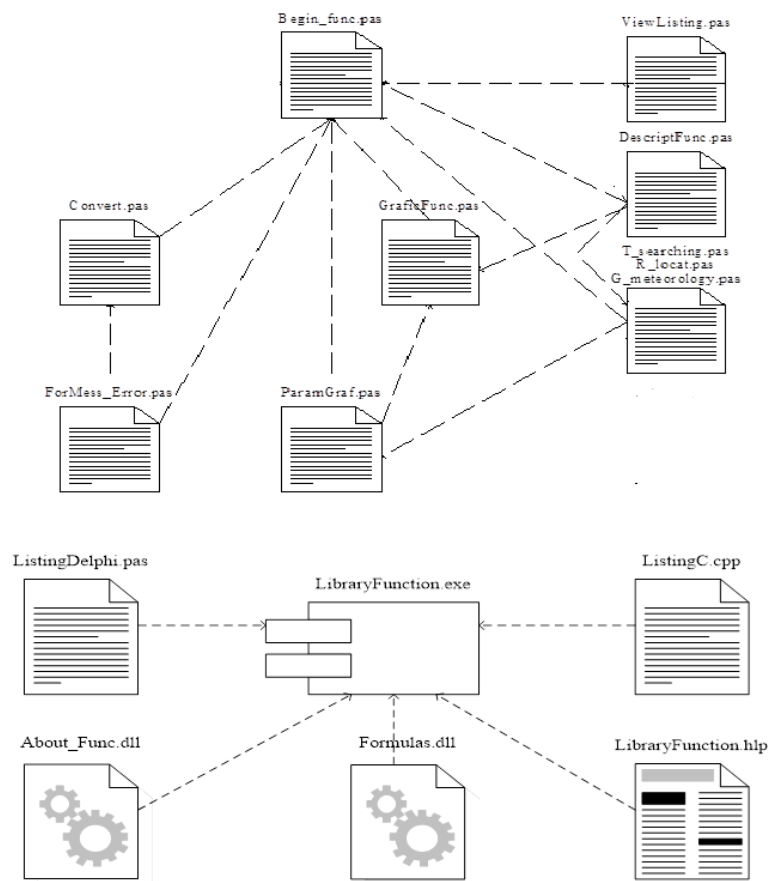 Begin_func.pas
ViewListing.pas
DescriptFunc.pas
Convert.pas
GraficFunc.pas
T_searching.pas
R_locat.pas
G_meteorology.pas
ForMess_Error.pas
ParamGraf.pas
ListingDelphi.pas
LibraryFunction.exe
ListingC.cpp
About_Func.dll
Formulas.dll
LibraryFunction.hlp